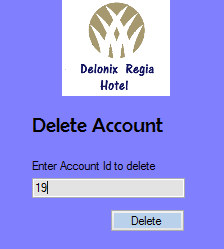 Delonix Regia
Hotel
Delete Account
Enter Account Id to delete
19
Delete